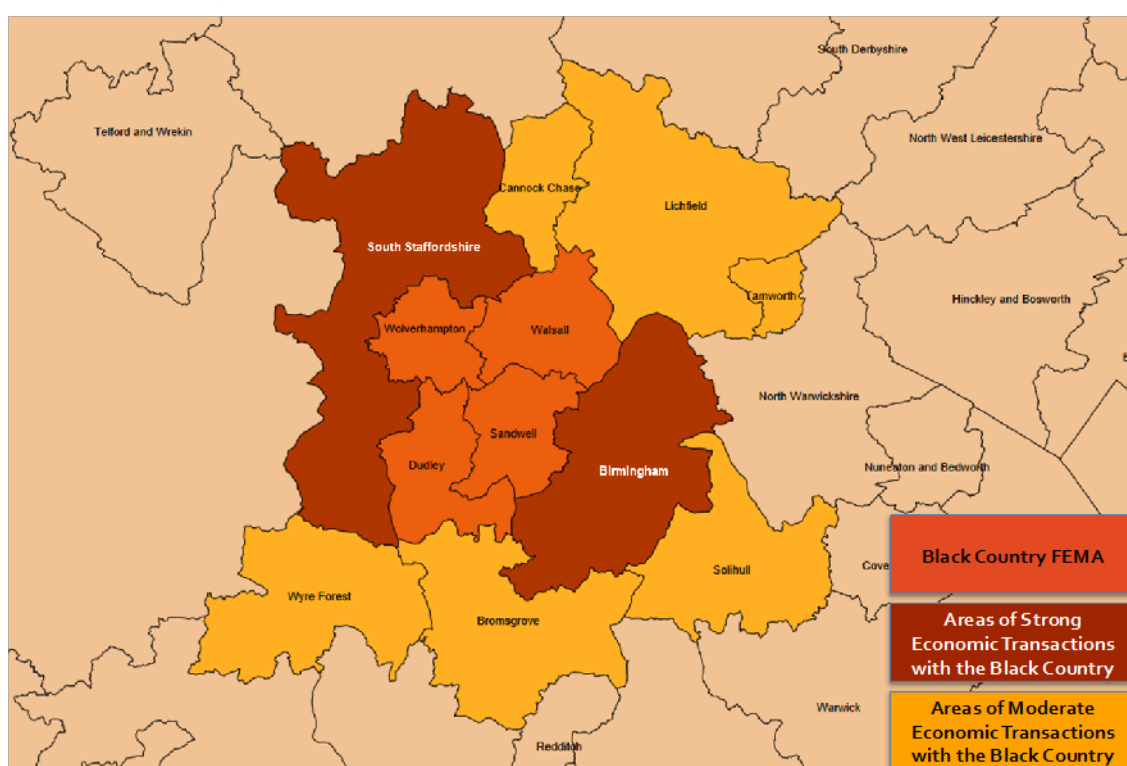 South Derbyshire
Telford and Wrekin
North West Leicestershire
Cannock Chase
Lichfield
South Staffordshire
Tamworth
Hinckley and Bosworth
Wolverhampton
Walsall
North Warwickshire
Sandwell
Dudley
Birmingham
Nuneaton and Bedworth
Black Country FEMA
Solihull
Cove
Wyre Forest
Bromsgrove
Areas of Strong
Economic Transactions
with the Black Country
Warwick
Areas of Moderate
Economic Transactions
with the Black Country
Redditch